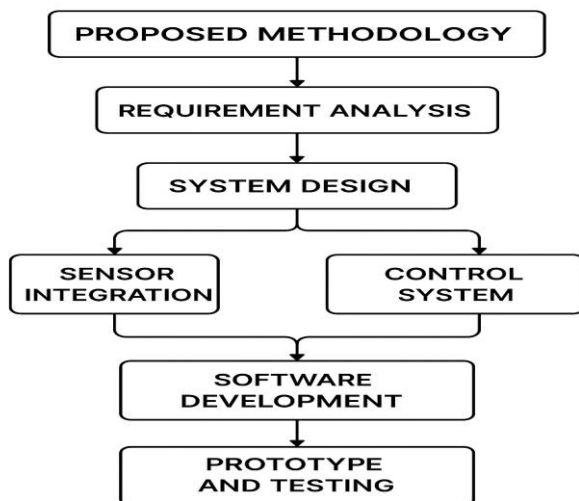 PROPOSED METHODOLOGY
REQUIREMENT ANALYSIS
SYSTEM DESIGN
SENSOR
INTEGRATION
CONTROL
SYSTEM
SOFTWARE
DEVELOPMENT
PROTOTYPE
AND TESTING